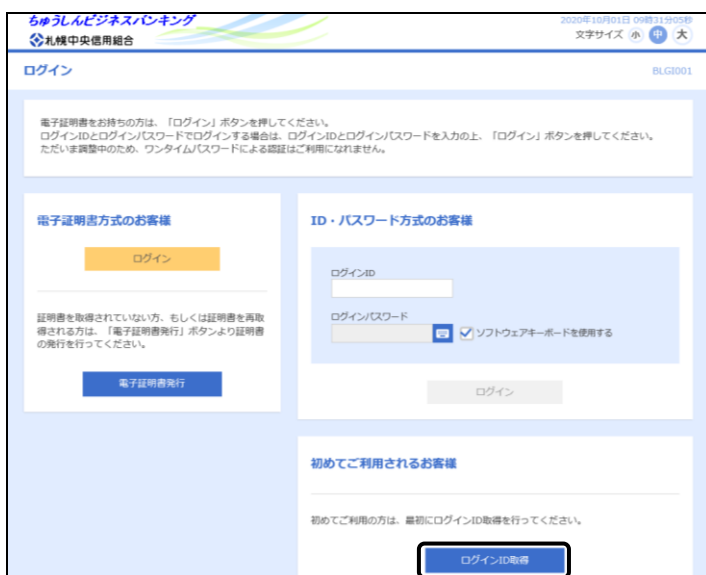 ちゅうしんビジネスバンキング
2020年10月01日 09時31分05秒
札幌中央信用組合
文字サイズ 小 中 大
ログイン
BLGI001
電子証明書をお持ちの方は、「ログイン」ボタンを押してください。
ログインIDとログインパスワードでログインする場合は、ログインIDとログインパスワードを入力の上、「ログイン」ボタンを押してください。
ただいま調整中のため、ワンタイムパスワードによる認証はご利用になれません。
電子証明書方式のお客様
ログイン
証明書を取得されていない方、もしくは証明書を再取
得される方は、「電子証明書発行」ボタンより証明書
の発行を行ってください。
電子証明書発行
ID・パスワード方式のお客様
ログインID
ログインパスワード
ソフトウェアキーボードを使用する
ログイン
初めてご利用されるお客様
初めてご利用の方は、最初にログインID取得を行ってください。
ログインID取得